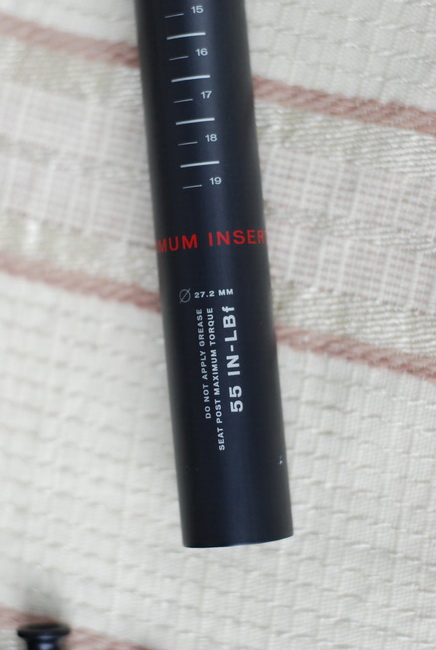 15
16
17
18
19
MUM INSER
27.2 MM
DO NOT APPLY GREASE
SEAT POST MAXIMUM TORQUE
55 IN-LBf